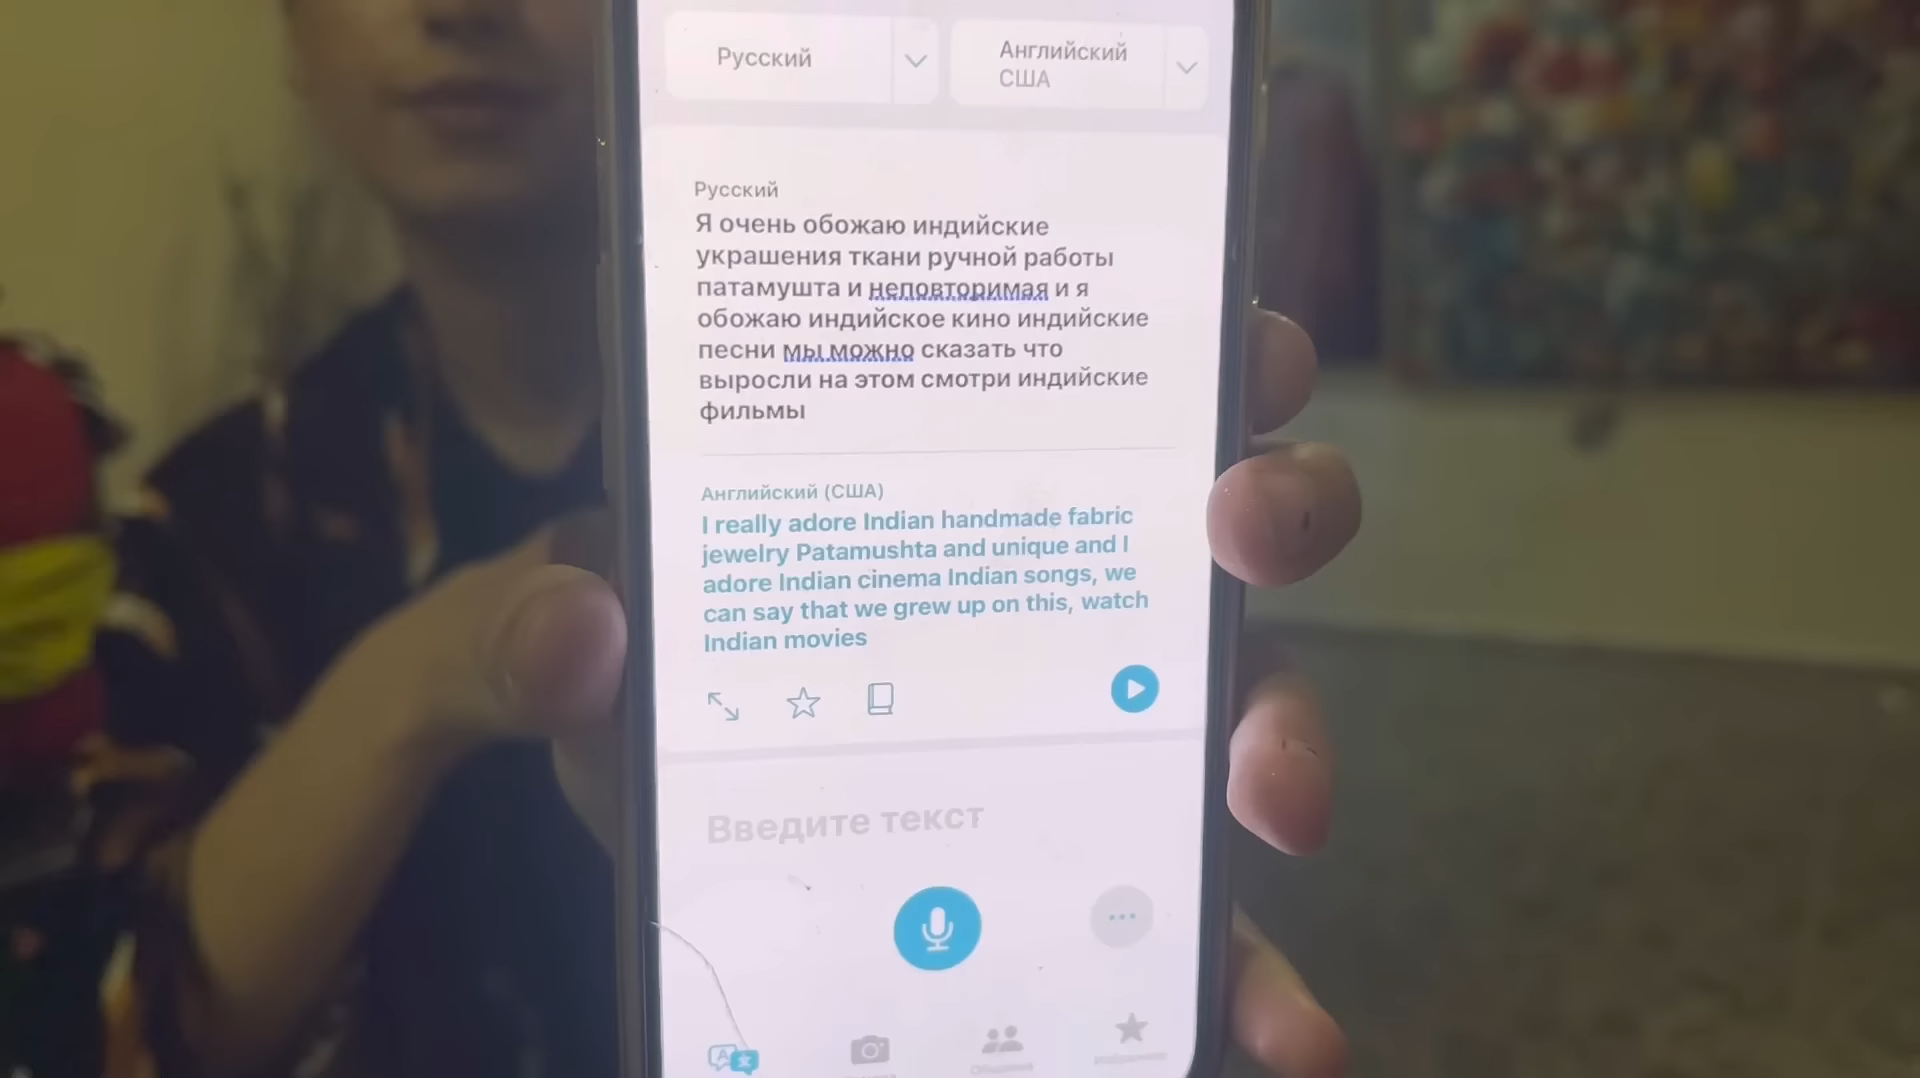 Русский
Английский
США
Русский
Я очень обожаю индийские
украшения ткани ручной работы
патамушта и неповторимая и я
обожаю индийское кино индийские
песни мы можно сказать что
выросли на этом смотри индийские
фильмы
Английский (США)
I really adore Indian handmade fabric
jewelry Patamushta and unique and I
adore Indian cinema Indian songs, we
can say that we grew up on this, watch
Indian movies
Введите текст